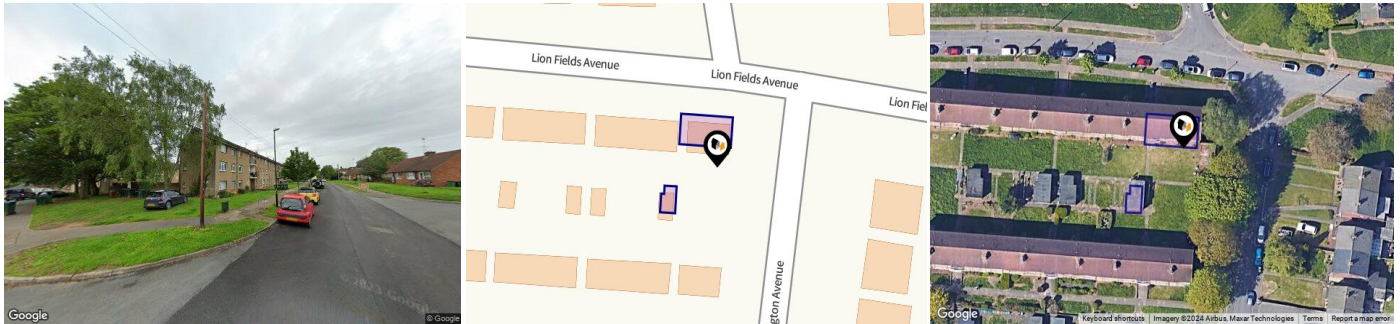 Google
© Google
Lion Fields Avenue
Lion Fields Avenue
Lion Fie
gton Avenue
Google
Keyboard shortcuts
Imagery ©2024 Airbus, Maxar Technologies
Terms
Report a map error